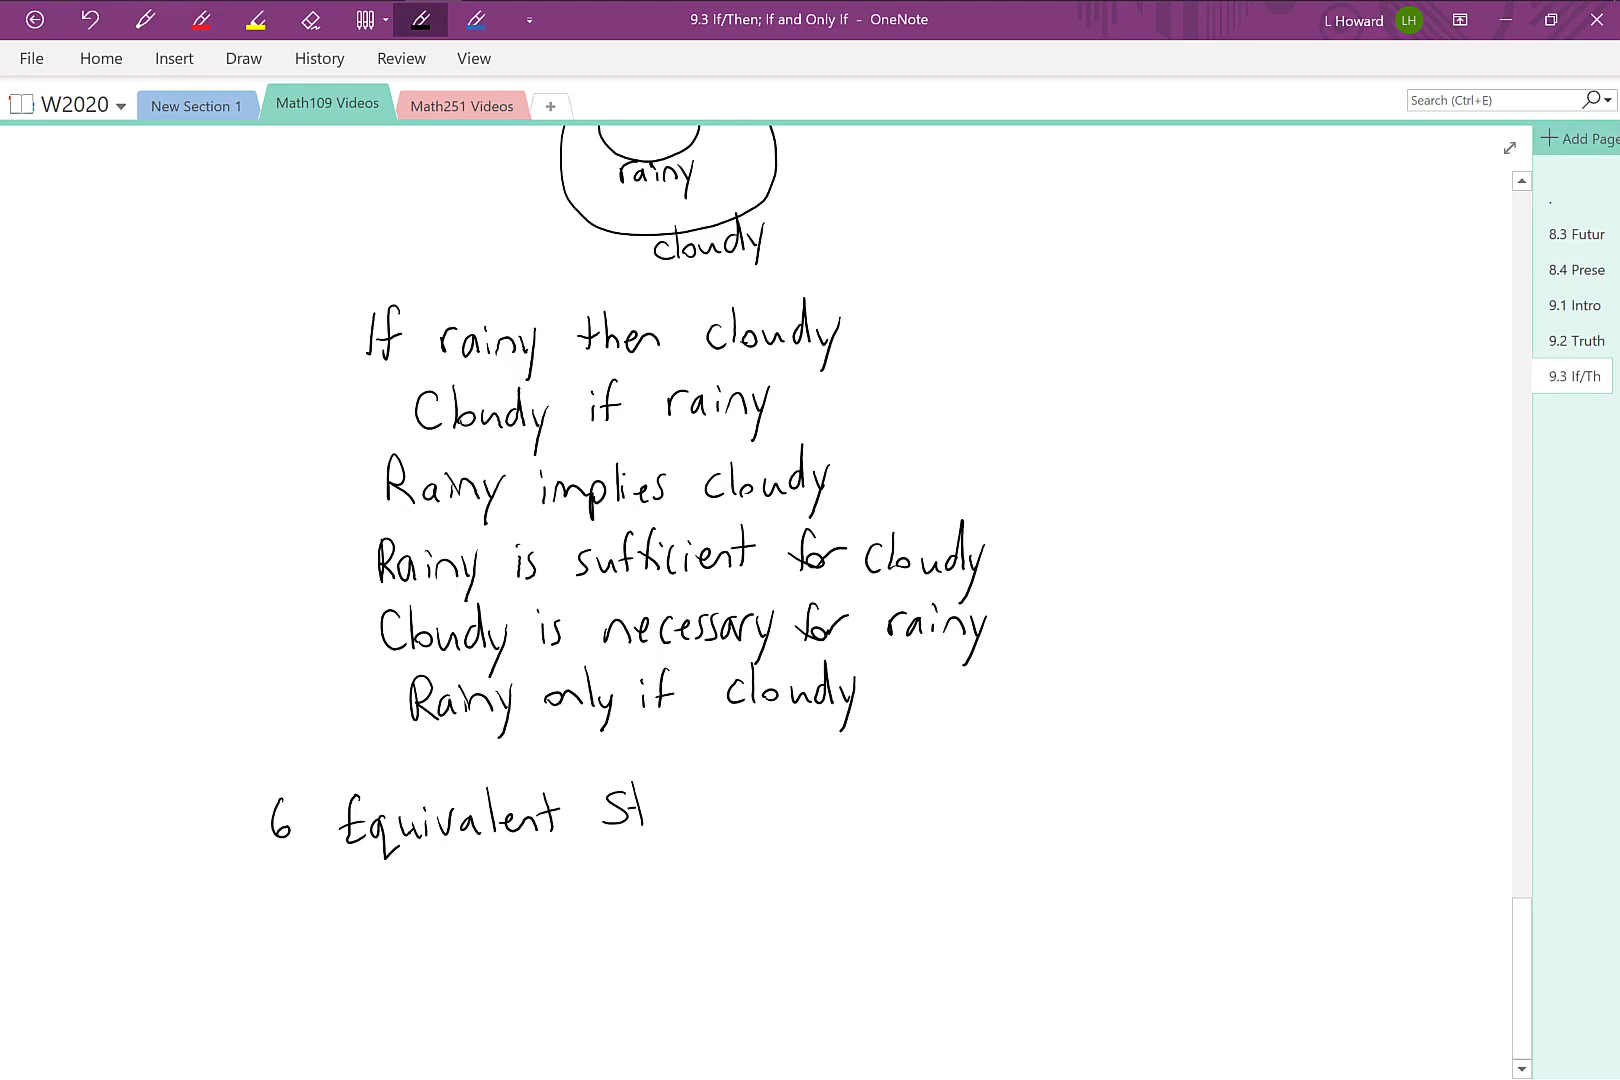 9.3 If/Then; If and Only If - OneNote
L Howard LH
File Home Insert Draw History Review View
W2020 New Section 1 Math109 Videos Math251 Videos + Search (Ctrl+E)
+ Add Page
.
8.3 Futur
8.4 Prese
9.1 Intro
9.2 Truth
9.3 If/Th
rainy
cloudy
If rainy then cloudy
Cloudy if rainy
Rainy implies cloudy
Rainy is sufficient for cloudy
Cloudy is necessary for rainy
Rainy only if cloudy
6 Equivalent St